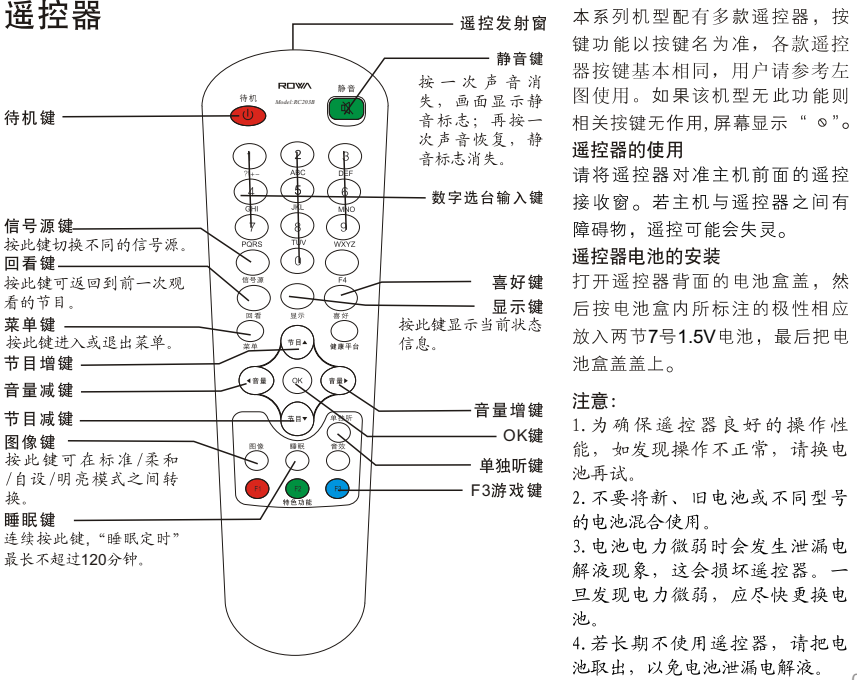 遥控器
遥控发射窗
静音键
按一次声音消
失，画面显示静
音标志；再按一
次声音恢复，静
音标志消失。
数字选台输入键
喜好键
显示键
按此键显示当前状态
信息。
音量增键
OK键
单独听键
F3游戏键
待机键
信号源键
按此键切换不同的信号源。
回看键
按此键可返回到前一次观
看的节目。
菜单键
按此键进入或退出菜单。
节目增键
音量减键
节目减键
图像键
按此键可在标准/柔和
/自设/明亮模式之间转
换。
睡眠键
连续按此键，“睡眠定时”
最长不超过120分钟。
ROWA
待机
Model:RC203B
静音
1 2 3
?!,+− ABC DEF
4 5 6
GHI JKL MNO
7 8 9
PQRS TUV WXYZ
0
信号源 F4
回看 显示 喜好
菜单 节目▲ 健康平台
◀音量 OK 音量▶
节目▼ 单独听
图像 睡眠 音效
F1 F2 F3
特色功能
本系列机型配有多款遥控器，按
键功能以按键名为准，各款遥控
器按键基本相同，用户请参考左
图使用。如果该机型无此功能则
相关按键无作用,屏幕显示“⦸”。
遥控器的使用
请将遥控器对准主机前面的遥控
接收窗。若主机与遥控器之间有
障碍物，遥控可能会失灵。
遥控器电池的安装
打开遥控器背面的电池盒盖，然
后按电池盒内所标注的极性相应
放入两节7号1.5V电池，最后把电
池盒盖盖上。
注意：
1.为确保遥控器良好的操作性
能，如发现操作不正常，请换电
池再试。
2.不要将新、旧电池或不同型号
的电池混合使用。
3.电池电力微弱时会发生泄漏电
解液现象，这会损坏遥控器。一
旦发现电力微弱，应尽快更换电
池。
4.若长期不使用遥控器，请把电
池取出，以免电池泄漏电解液。